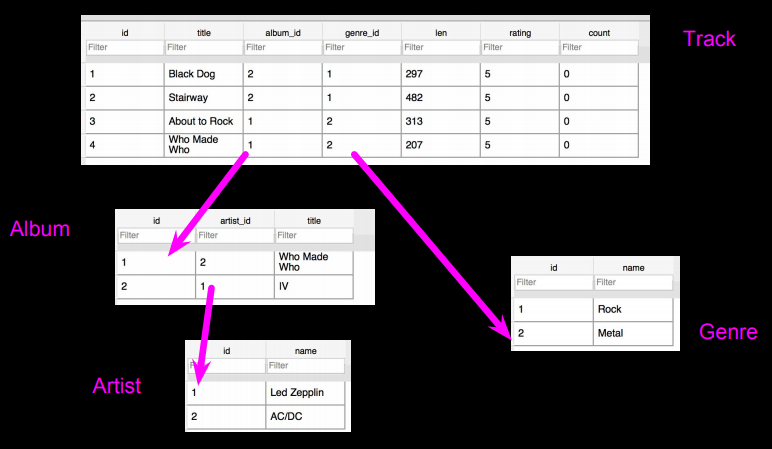 id title album_id genre_id len rating count
Filter Filter Filter Filter Filter Filter Filter
Track
1 Black Dog 2 1 297 5 0
2 Stairway 2 1 482 5 0
3 About to Rock 1 2 313 5 0
4 Who Made Who 1 2 207 5 0
Album
id artist_id title
Filter Filter Filter
1 2 Who Made Who
2 1 IV
id name
Filter Filter
1 Rock
2 Metal
Genre
Artist
id name
Filter Filter
1 Led Zepplin
2 AC/DC